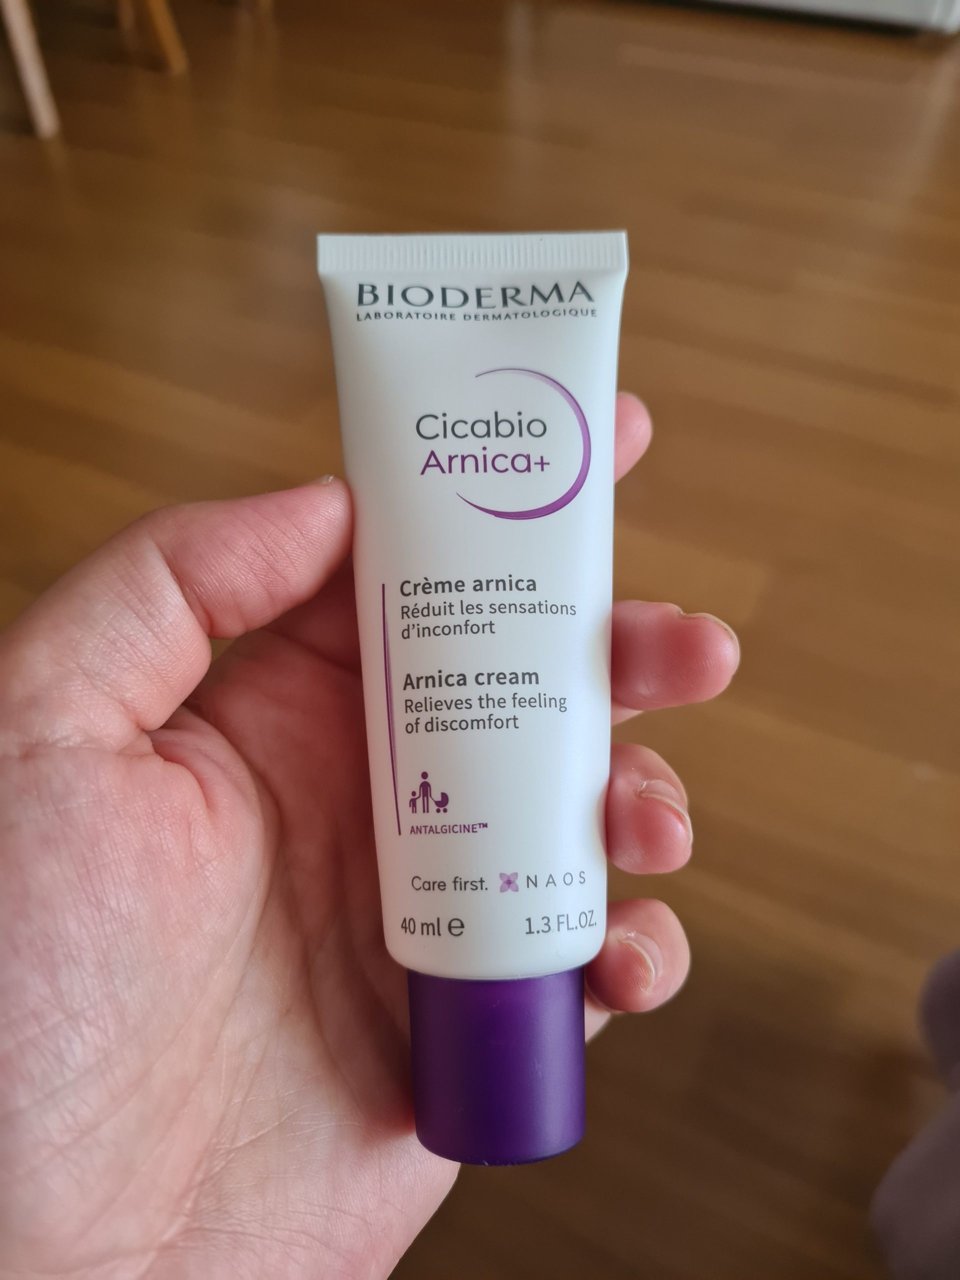 BIODERMA
LABORATOIRE DERMATOLOGIQUE
Cicabio
Arnica+
Crème arnica
Réduit les sensations
d'inconfort
Arnica cream
Relieves the feeling
of discomfort
ANTALGICINE™
Care first. NAOS
40 ml ℮ 1.3 FL.OZ.